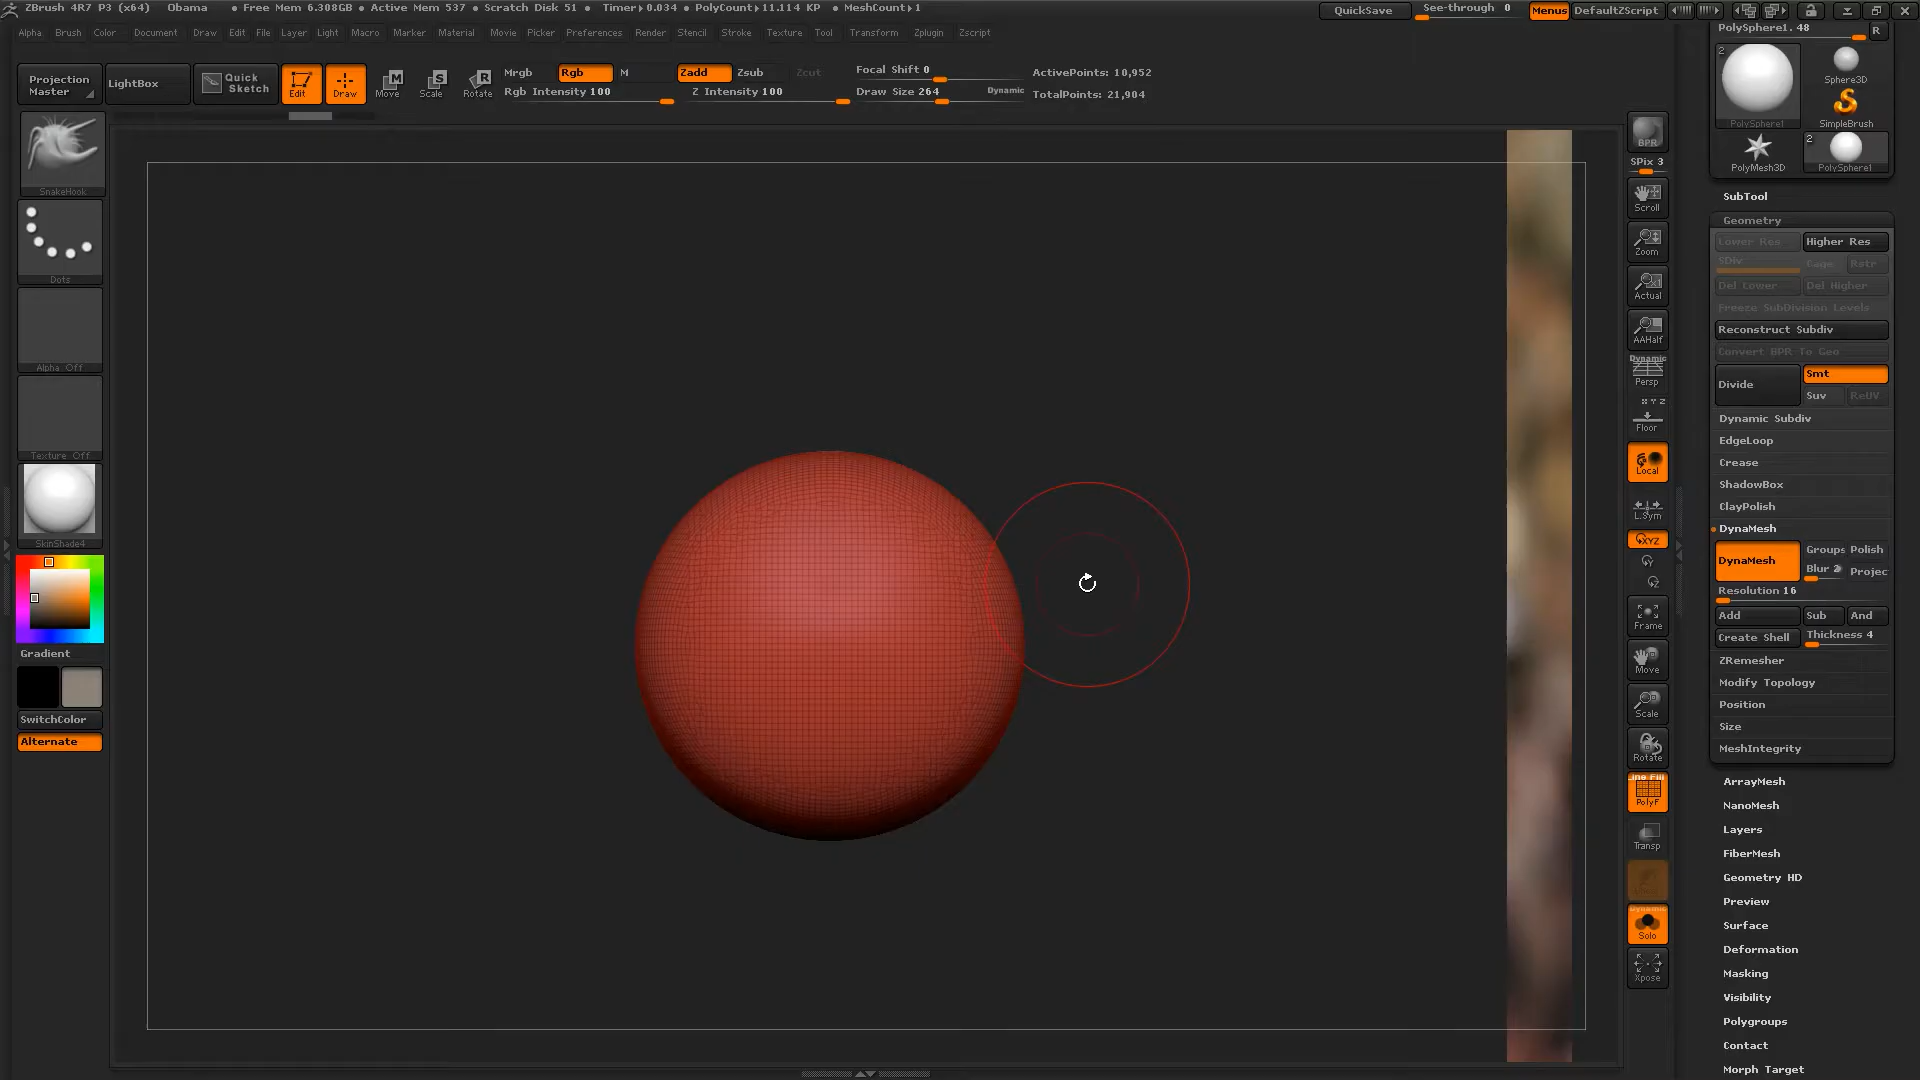 ZBrush 4R7 P3 (x64) Obama • Free Mem 6.308GB • Active Mem 537 • Scratch Disk 51 • Timer▸0.034 • PolyCount▸11.114 KP • MeshCount▸1
QuickSave See-through 0 Menus DefaultZScript
Alpha Brush Color Document Draw Edit File Layer Light Macro Marker Material Movie Picker Preferences Render Stencil Stroke Texture Tool Transform Zplugin Zscript
Projection Master
LightBox
Quick Sketch
Edit
Draw
Move
Scale
Rotate
Mrgb Rgb M
Rgb Intensity 100
Zadd Zsub Zcut
Z Intensity 100
Focal Shift 0
Draw Size 264 Dynamic
ActivePoints: 10,952
TotalPoints: 21,904
SnakeHook
Dots
Alpha Off
Texture Off
SkinShade4
Gradient
SwitchColor
Alternate
BPR
SPix 3
Scroll
Zoom
Actual
AAHalf
Dynamic
Persp
X Y Z
Floor
Local
L.Sym
XYZ
Y
Z
Frame
Move
Scale
Rotate
Line Fill
PolyF
Transp
Dynamic
Solo
Xpose
PolySphere1. 48 R
2
PolySphere1
Sphere3D
SimpleBrush
PolyMesh3D
2
PolySphere1
SubTool
Geometry
Lower Res Higher Res
SDiv Cage Rstr
Del Lower Del Higher
Freeze SubDivision Levels
Reconstruct Subdiv
Convert BPR To Geo
Divide Smt
Suv ReUV
Dynamic Subdiv
EdgeLoop
Crease
ShadowBox
ClayPolish
DynaMesh
DynaMesh Groups Polish
Blur 2 Projec
Resolution 16
Add Sub And
Create Shell Thickness 4
ZRemesher
Modify Topology
Position
Size
MeshIntegrity
ArrayMesh
NanoMesh
Layers
FiberMesh
Geometry HD
Preview
Surface
Deformation
Masking
Visibility
Polygroups
Contact
Morph Target